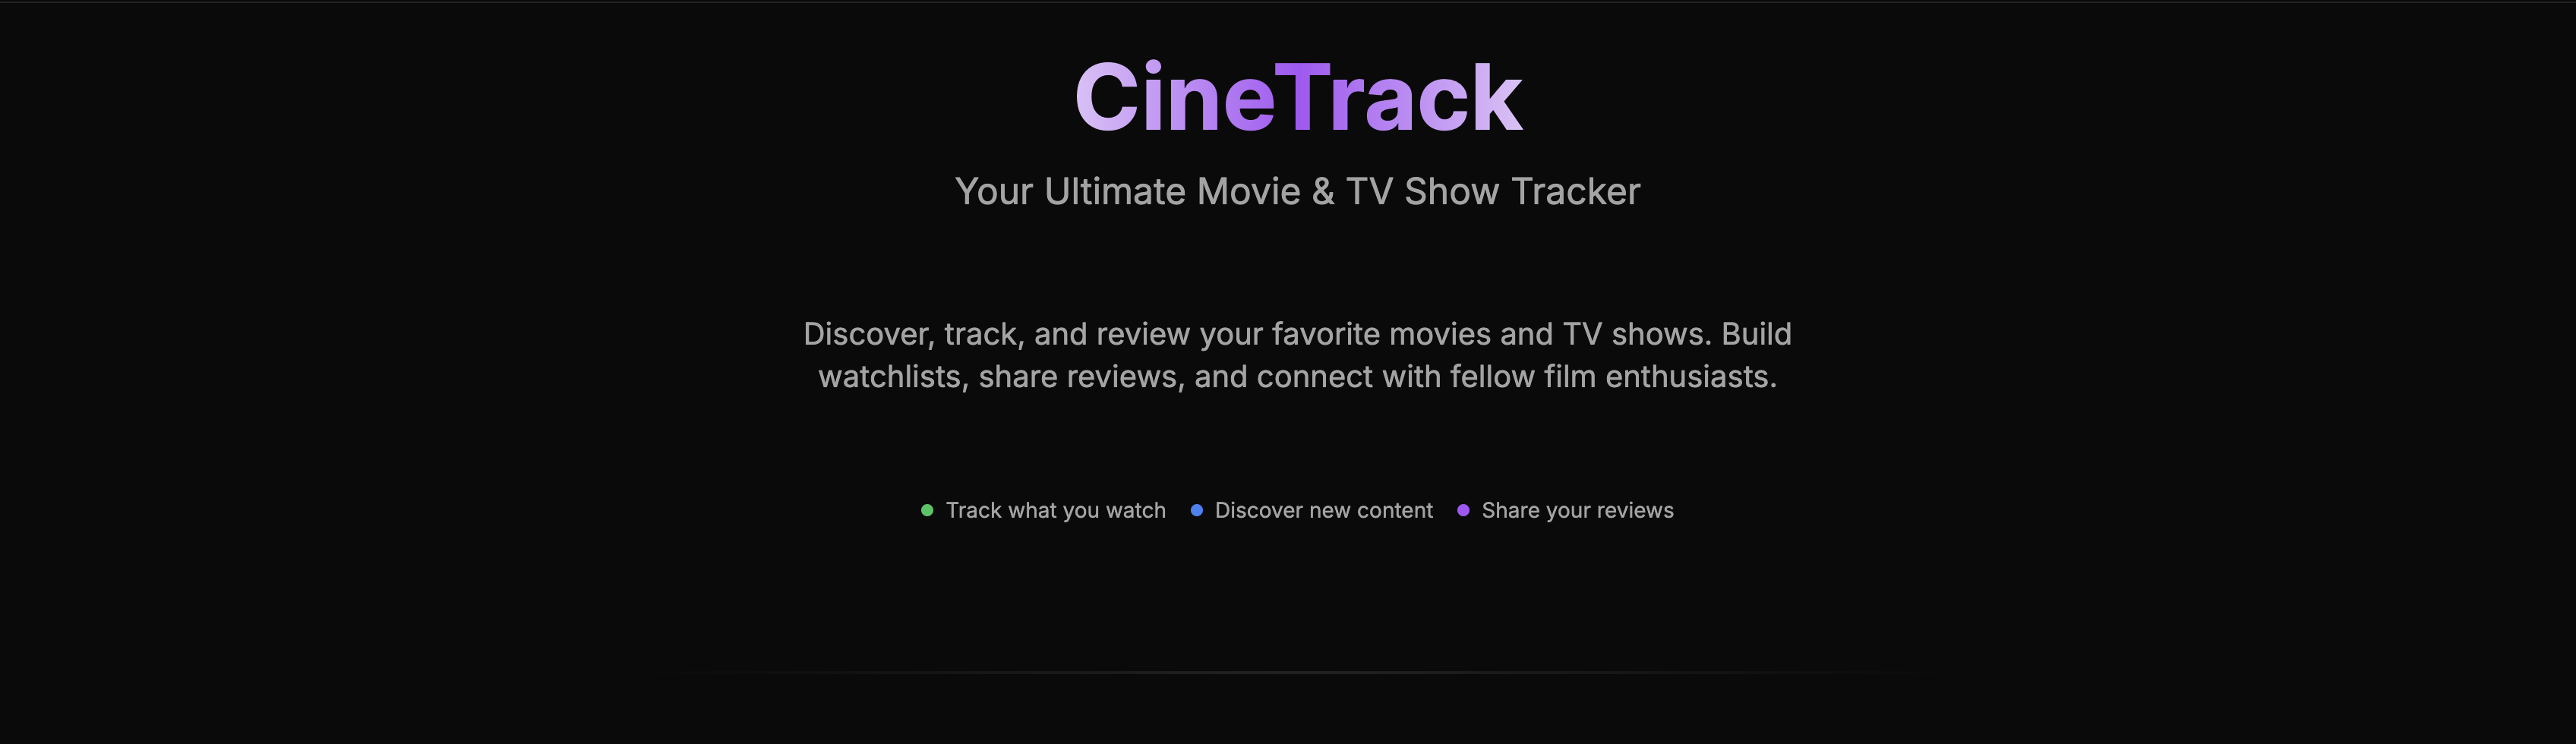 CineTrack
Your Ultimate Movie & TV Show Tracker
Discover, track, and review your favorite movies and TV shows. Build
watchlists, share reviews, and connect with fellow film enthusiasts.
Track what you watch Discover new content Share your reviews